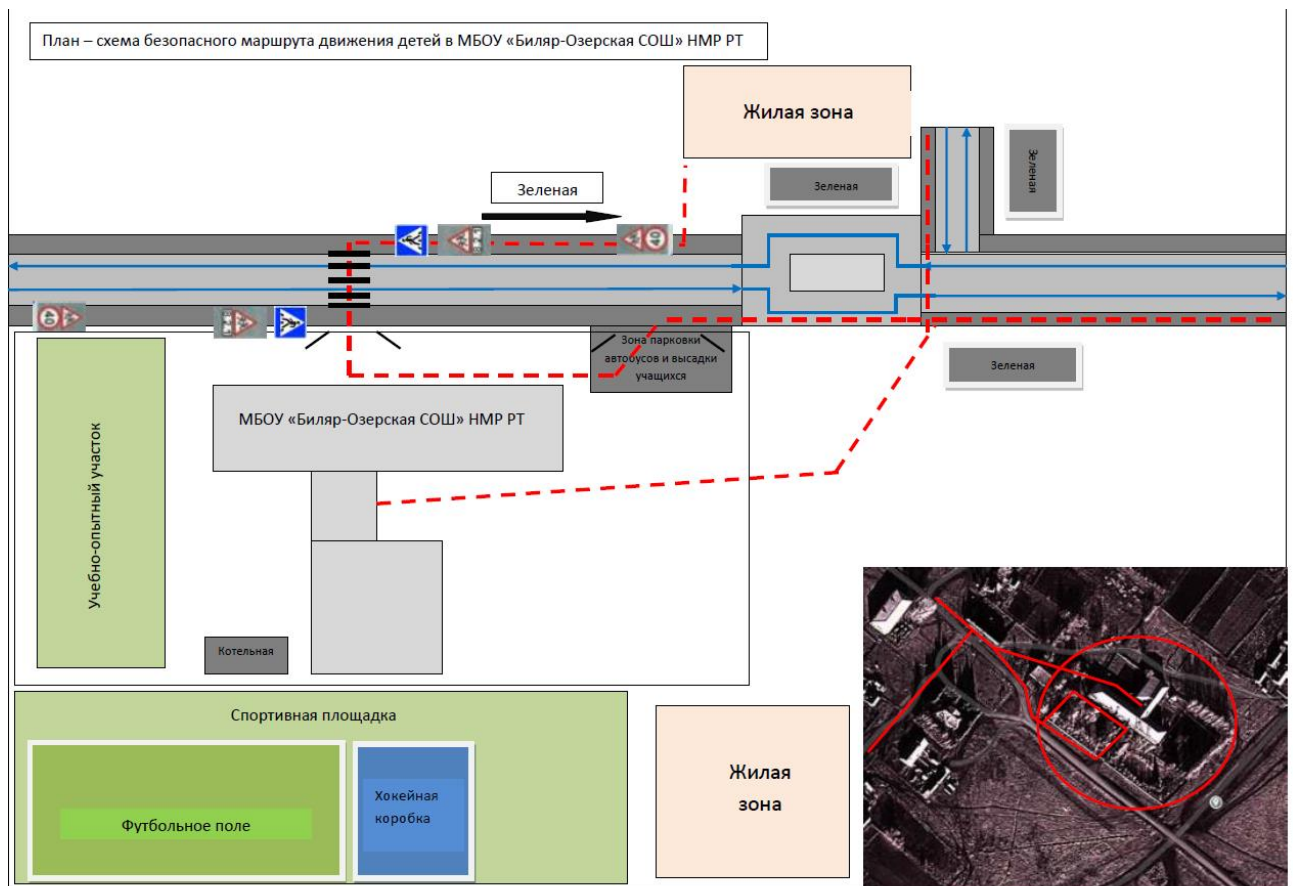 План – схема безопасного маршрута движения детей в МБОУ «Биляр-Озерская СОШ» НМР РТ
Жилая зона
Зеленая
Зеленая
Зеленая
40
40
Зона парковки
автобусов и высадки
учащихся
Зеленая
МБОУ «Биляр-Озерская СОШ» НМР РТ
Учебно-опытный участок
Котельная
Спортивная площадка
Футбольное поле
Хокейная
коробка
Жилая
зона